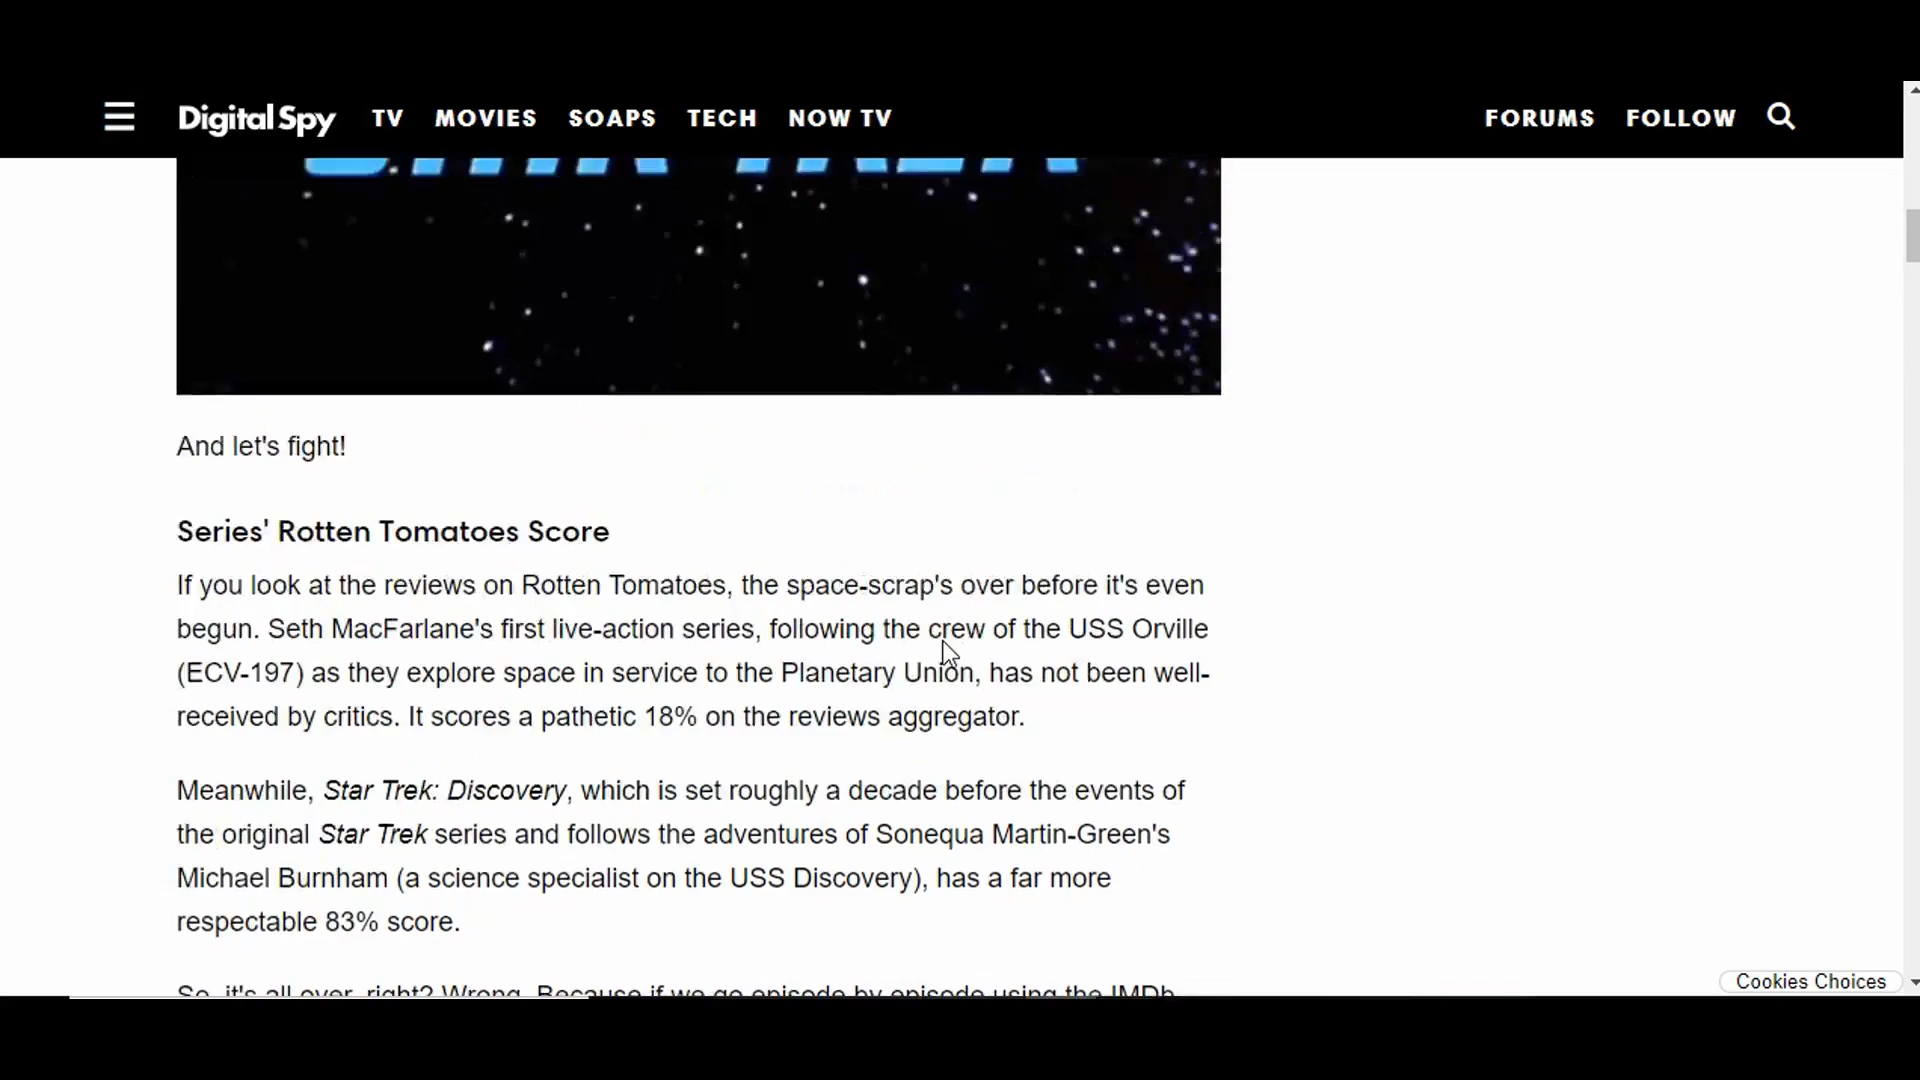 Digital Spy TV MOVIES SOAPS TECH NOW TV FORUMS FOLLOW
And let's fight!
Series' Rotten Tomatoes Score
If you look at the reviews on Rotten Tomatoes, the space-scrap's over before it's even
begun. Seth MacFarlane's first live-action series, following the crew of the USS Orville
(ECV-197) as they explore space in service to the Planetary Union, has not been well-
received by critics. It scores a pathetic 18% on the reviews aggregator.
Meanwhile, Star Trek: Discovery, which is set roughly a decade before the events of
the original Star Trek series and follows the adventures of Sonequa Martin-Green's
Michael Burnham (a science specialist on the USS Discovery), has a far more
respectable 83% score.
Cookies Choices
So, it's all over, right? Wrong. Because if we go episode by episode using the IMDb